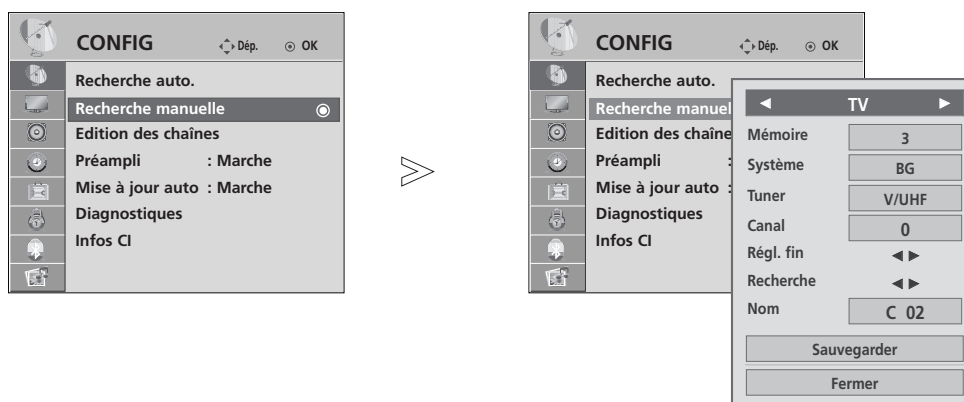 CONFIG
Dép. OK
Recherche auto.
Recherche manuelle
Edition des chaînes
Préampli : Marche
Mise à jour auto : Marche
Diagnostiques
Infos CI
CONFIG
Dép. OK
Recherche auto.
Recherche manuel
Edition des chaîne
Préampli :
Mise à jour auto :
Diagnostiques
Infos CI
TV
Mémoire 3
Système BG
Tuner V/UHF
Canal 0
Régl. fin
Recherche
Nom C 02
Sauvegarder
Fermer